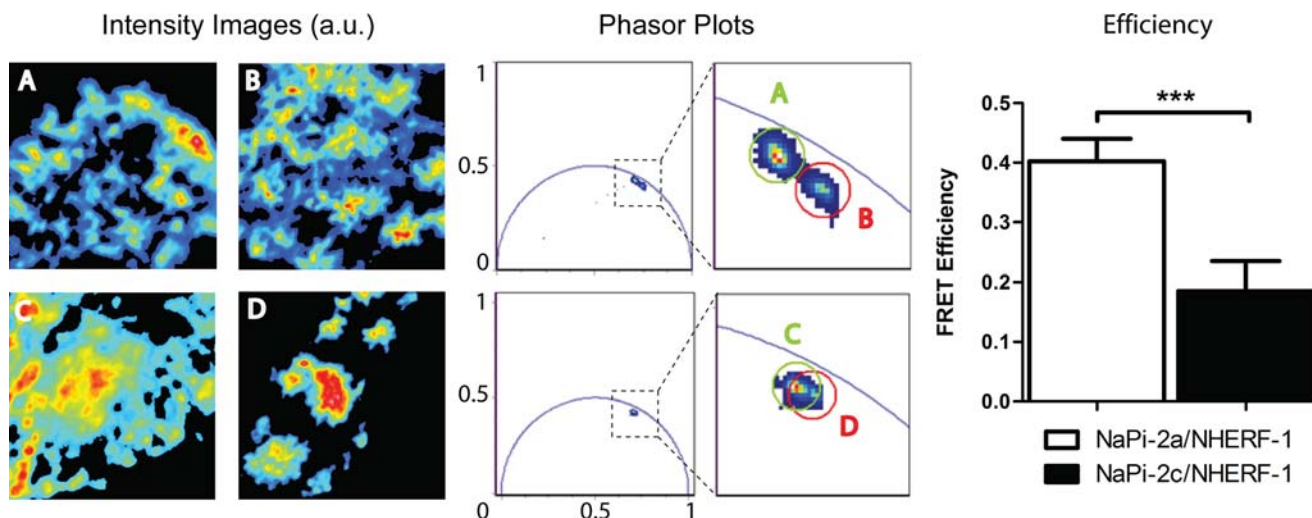 Intensity Images (a.u.)
Phasor Plots
Efficiency
A
B
1
0.5
0
A
B
C
D
1
0.5
0
0.5
1
C
D
FRET Efficiency
0.5
0.4
0.3
0.2
0.1
0.0
***
NaPi-2a/NHERF-1
NaPi-2c/NHERF-1